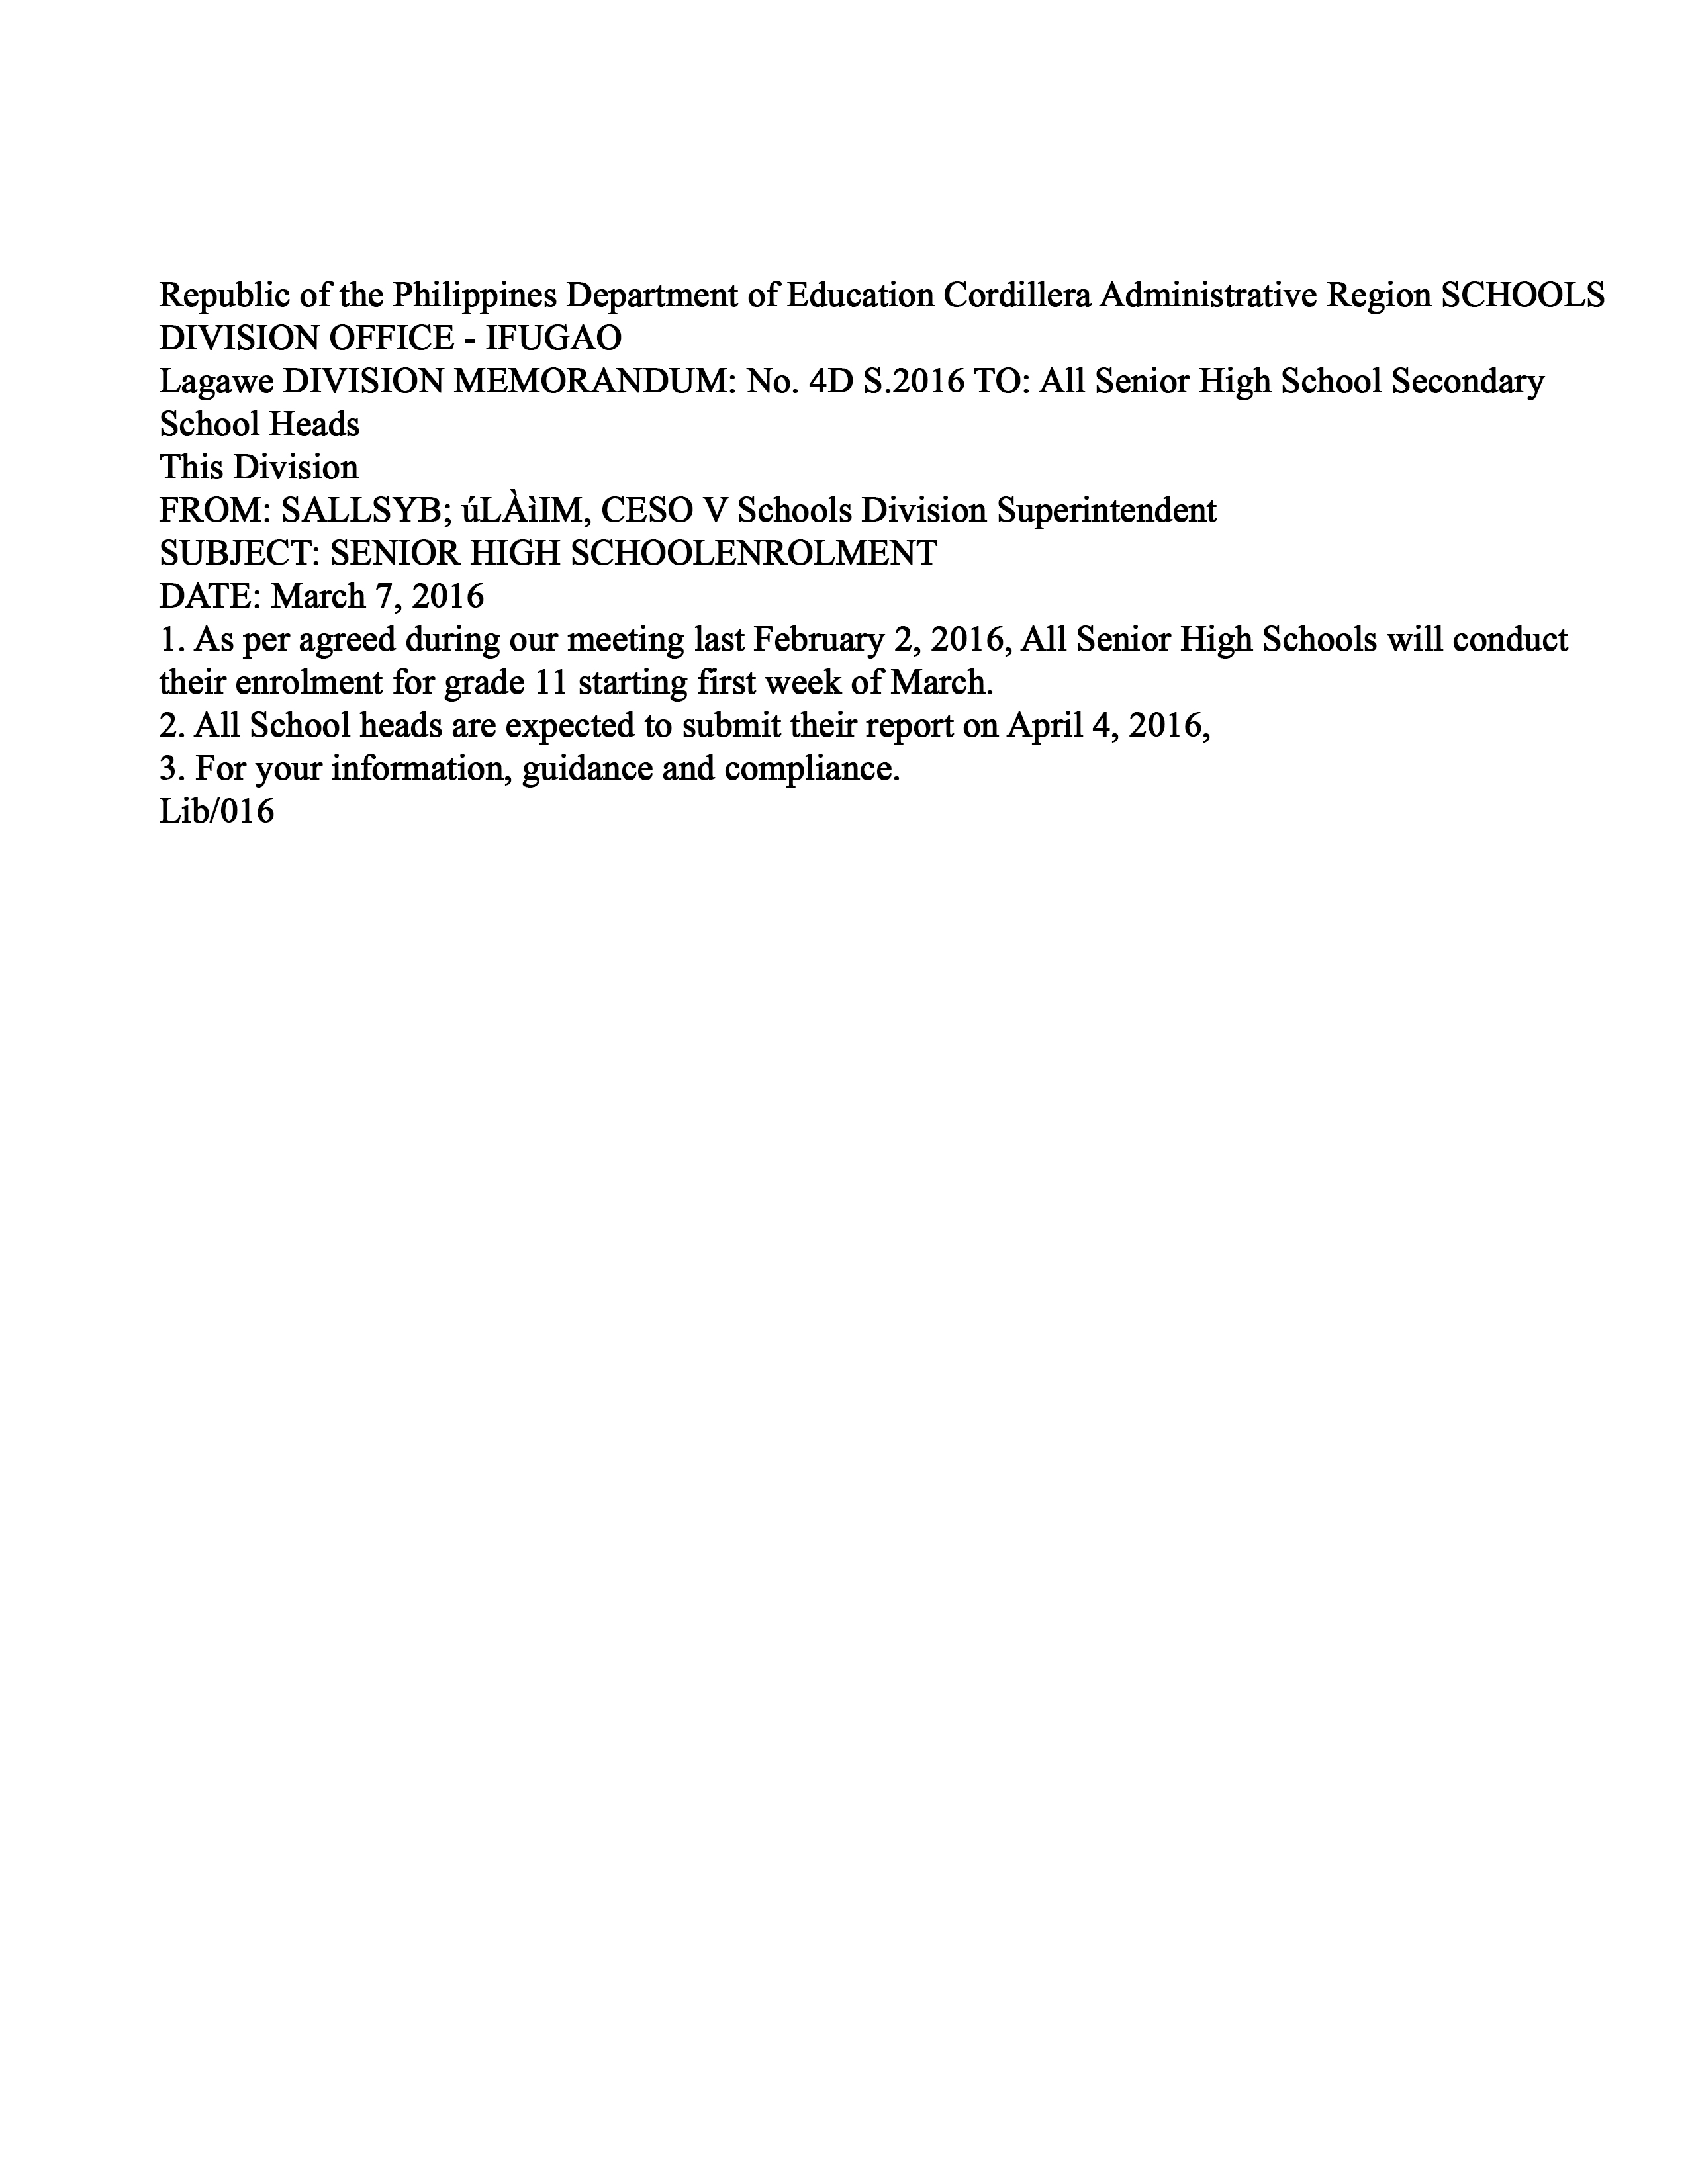 Republic of the Philippines Department of Education Cordillera Administrative Region SCHOOLS
DIVISION OFFICE - IFUGAO
Lagawe DIVISION MEMORANDUM: No. 4D S.2016 TO: All Senior High School Secondary
School Heads
This Division
FROM: SALLSYB; úLÀìIM, CESO V Schools Division Superintendent
SUBJECT: SENIOR HIGH SCHOOLENROLMENT
DATE: March 7, 2016
1. As per agreed during our meeting last February 2, 2016, All Senior High Schools will conduct
their enrolment for grade 11 starting first week of March.
2. All School heads are expected to submit their report on April 4, 2016,
3. For your information, guidance and compliance.
Lib/016